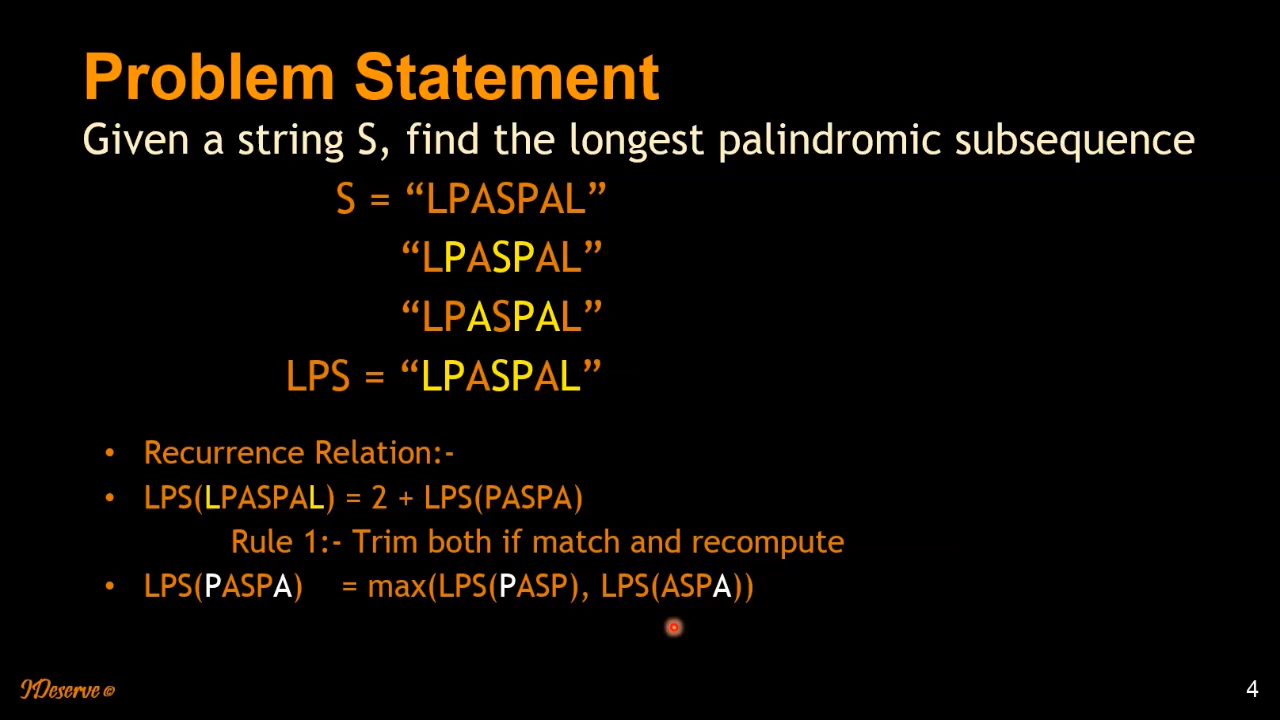 Problem Statement
Given a string S, find the longest palindromic subsequence
S = “LPASPAL”
“LPASPAL”
“LPASPAL”
LPS = “LPASPAL”
• Recurrence Relation:-
• LPS(LPASPAL) = 2 + LPS(PASPA)
Rule 1:- Trim both if match and recompute
• LPS(PASPA) = max(LPS(PASP), LPS(ASPA))
IDeserve ©
4